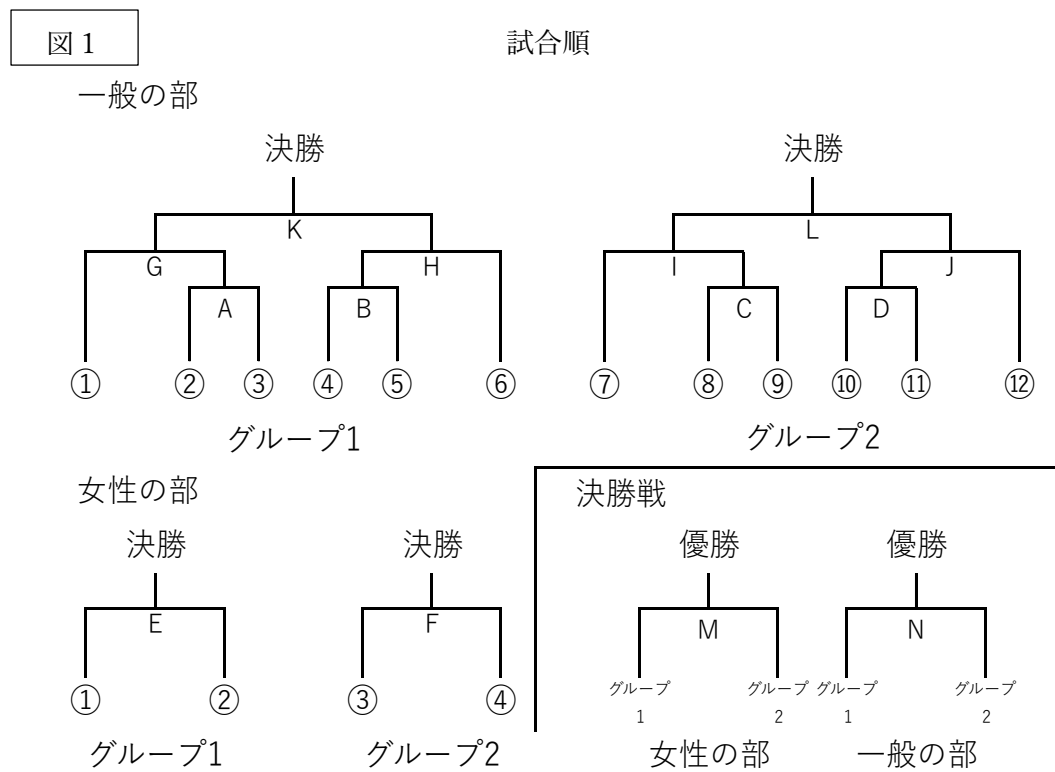 図1
試合順
一般の部
決勝 決勝
K L
G H I J
A B C D
① ② ③ ④ ⑤ ⑥ ⑦ ⑧ ⑨ ⑩ ⑪ ⑫
グループ1 グループ2
女性の部
決勝 決勝
E F
① ② ③ ④
グループ1 グループ2
決勝戦
優勝 優勝
M N
グループ グループ グループ グループ
1 2 1 2
女性の部 一般の部